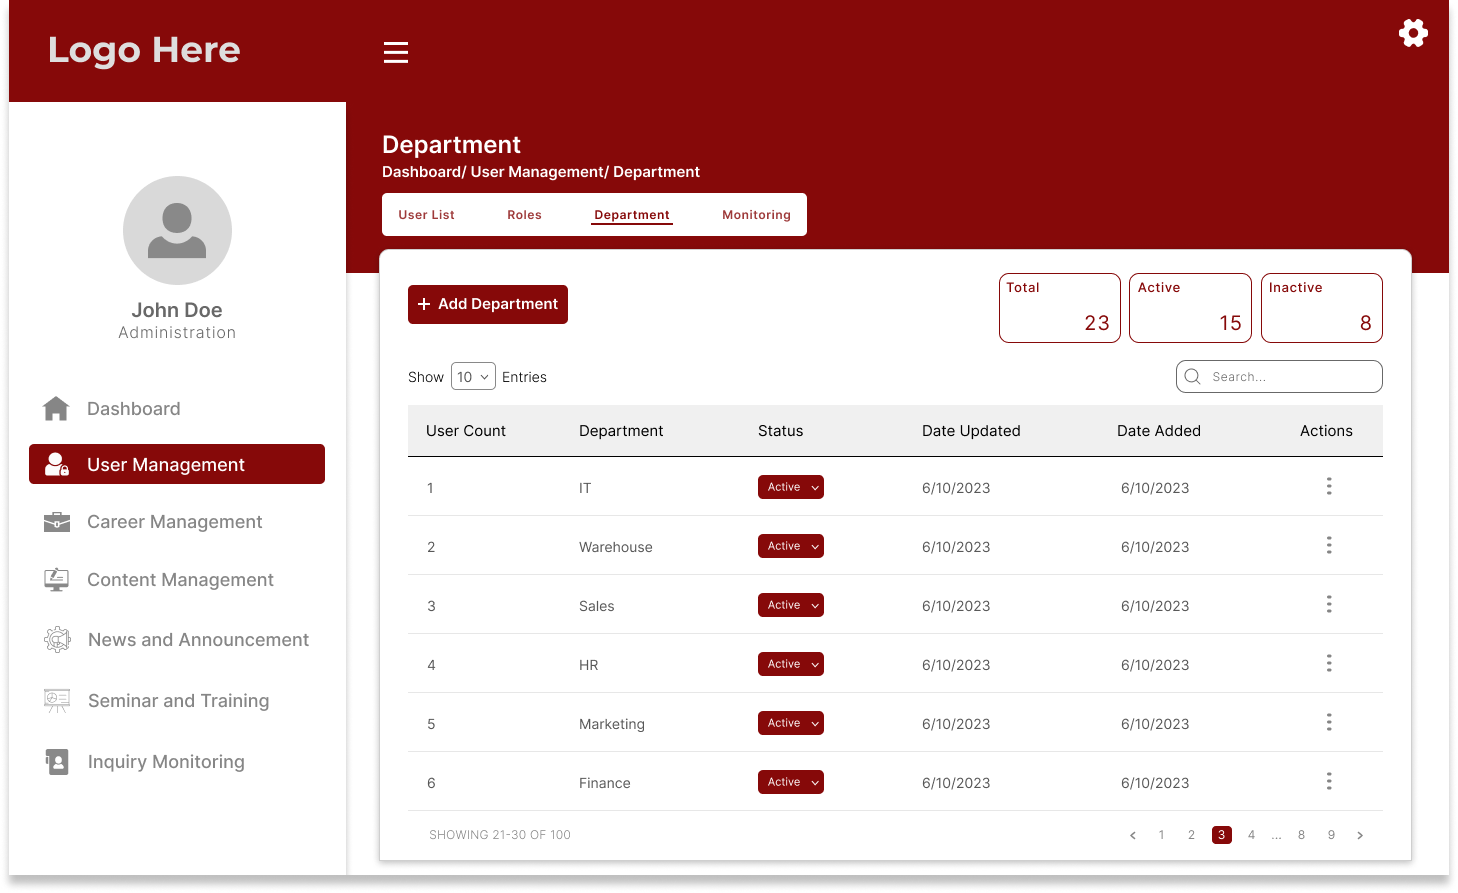 Logo Here
Department
Dashboard/ User Management/ Department
User List Roles Department Monitoring
John Doe
Administration
Dashboard
User Management
Career Management
Content Management
News and Announcement
Seminar and Training
Inquiry Monitoring
+ Add Department
Total
23
Active
15
Inactive
8
Show 10 Entries
Search...
User Count Department Status Date Updated Date Added Actions
1 IT Active 6/10/2023 6/10/2023
2 Warehouse Active 6/10/2023 6/10/2023
3 Sales Active 6/10/2023 6/10/2023
4 HR Active 6/10/2023 6/10/2023
5 Marketing Active 6/10/2023 6/10/2023
6 Finance Active 6/10/2023 6/10/2023
SHOWING 21-30 OF 100
< 1 2 3 4 ... 8 9 >